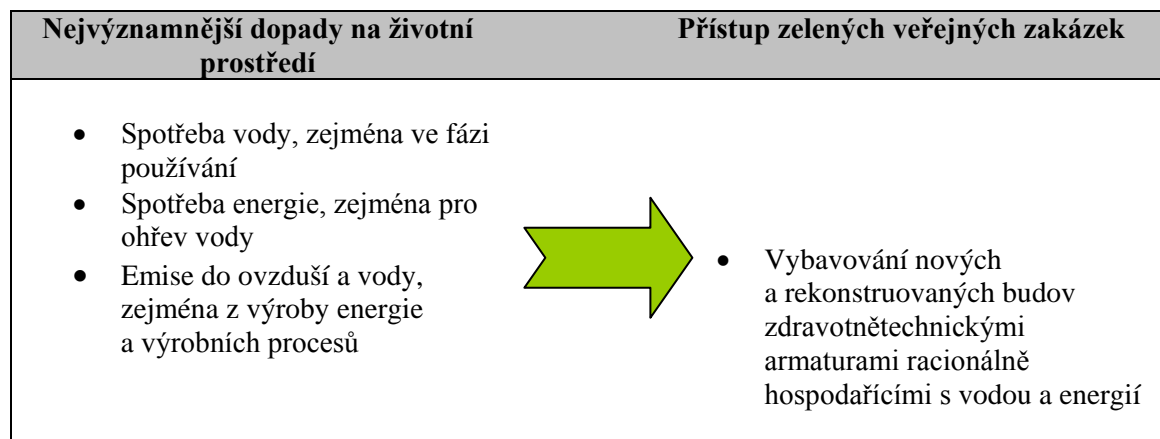 Nejvýznamnější dopady na životní
prostředí
Přístup zelených veřejných zakázek
• Spotřeba vody, zejména ve fázi
používání
• Spotřeba energie, zejména pro
ohřev vody
• Emise do ovzduší a vody,
zejména z výroby energie
a výrobních procesů
• Vybavování nových
a rekonstruovaných budov
zdravotnětechnickými
armaturami racionálně
hospodařícími s vodou a energií